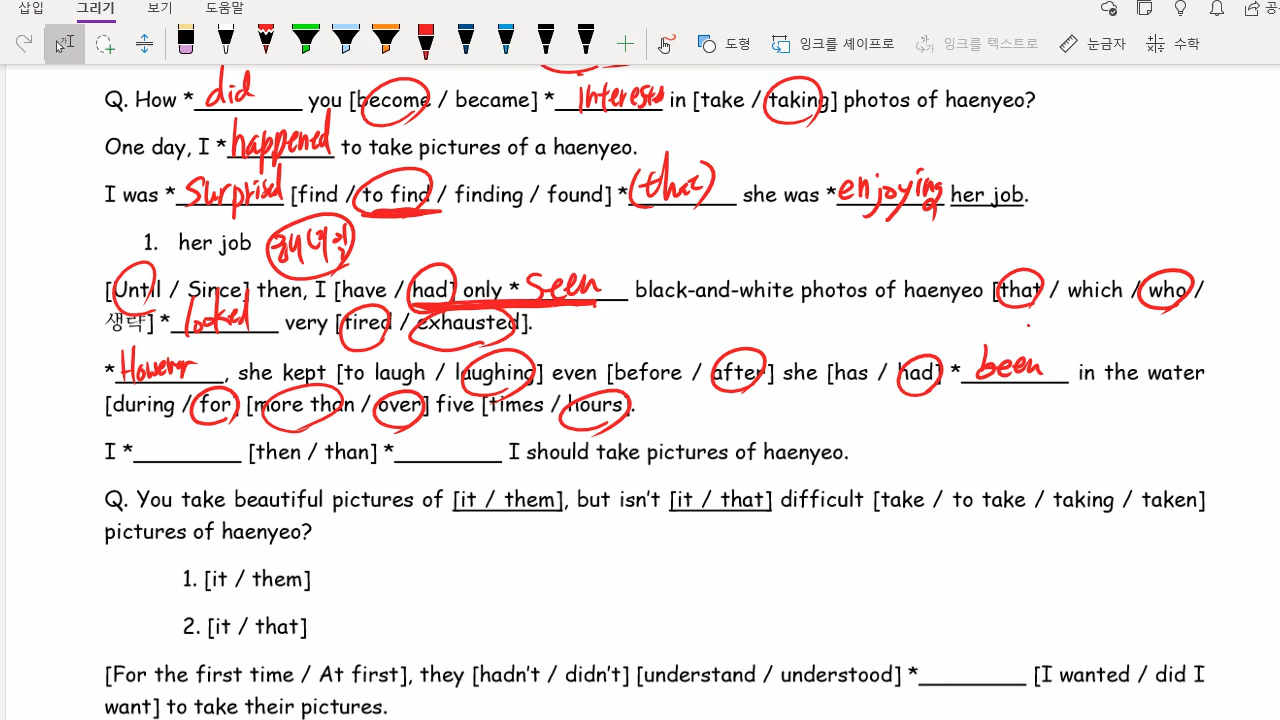 삽입 그리기 보기 도움말 공
도형 잉크를 셰이프로 잉크를 텍스트로 눈금자 수학
Q. How * did you [become / became] * interests in [take / taking] photos of haenyeo?
One day, I * happened to take pictures of a haenyeo.
I was * surprised [find / to find / finding / found] * (that) she was * enjoying her job.
1. her job 해녀일
[Until / Since] then, I [have / had] only * seen black-and-white photos of haenyeo [that / which / who /
생략] * looked very [tired / exhausted].
* However, she kept [to laugh / laughing] even [before / after] she [has / had] * been in the water
[during / for] [more than / over] five [times / hours].
I *_________ [then / than] *_________ I should take pictures of haenyeo.
Q. You take beautiful pictures of [it / them], but isn't [it / that] difficult [take / to take / taking / taken]
pictures of haenyeo?
1. [it / them]
2. [it / that]
[For the first time / At first], they [hadn't / didn't] [understand / understood] *_________ [I wanted / did I
want] to take their pictures.